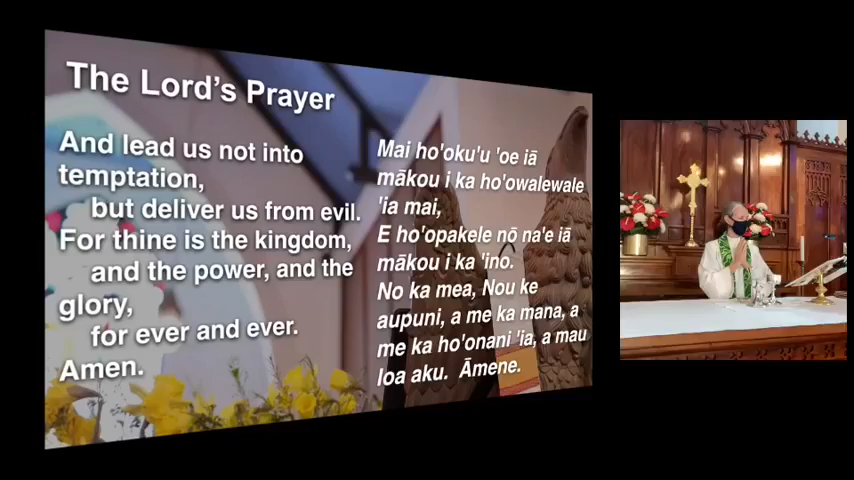 The Lord's Prayer
And lead us not into
temptation,
but deliver us from evil.
For thine is the kingdom,
and the power, and the
glory,
for ever and ever.
Amen.
Mai ho'oku'u 'oe iā
mākou i ka ho'owalewale
'ia mai,
E ho'opakele nō na'e iā
mākou i ka 'ino.
No ka mea, Nou ke
aupuni, a me ka mana, a
me ka ho'onani 'ia, a mau
loa aku. Āmene.